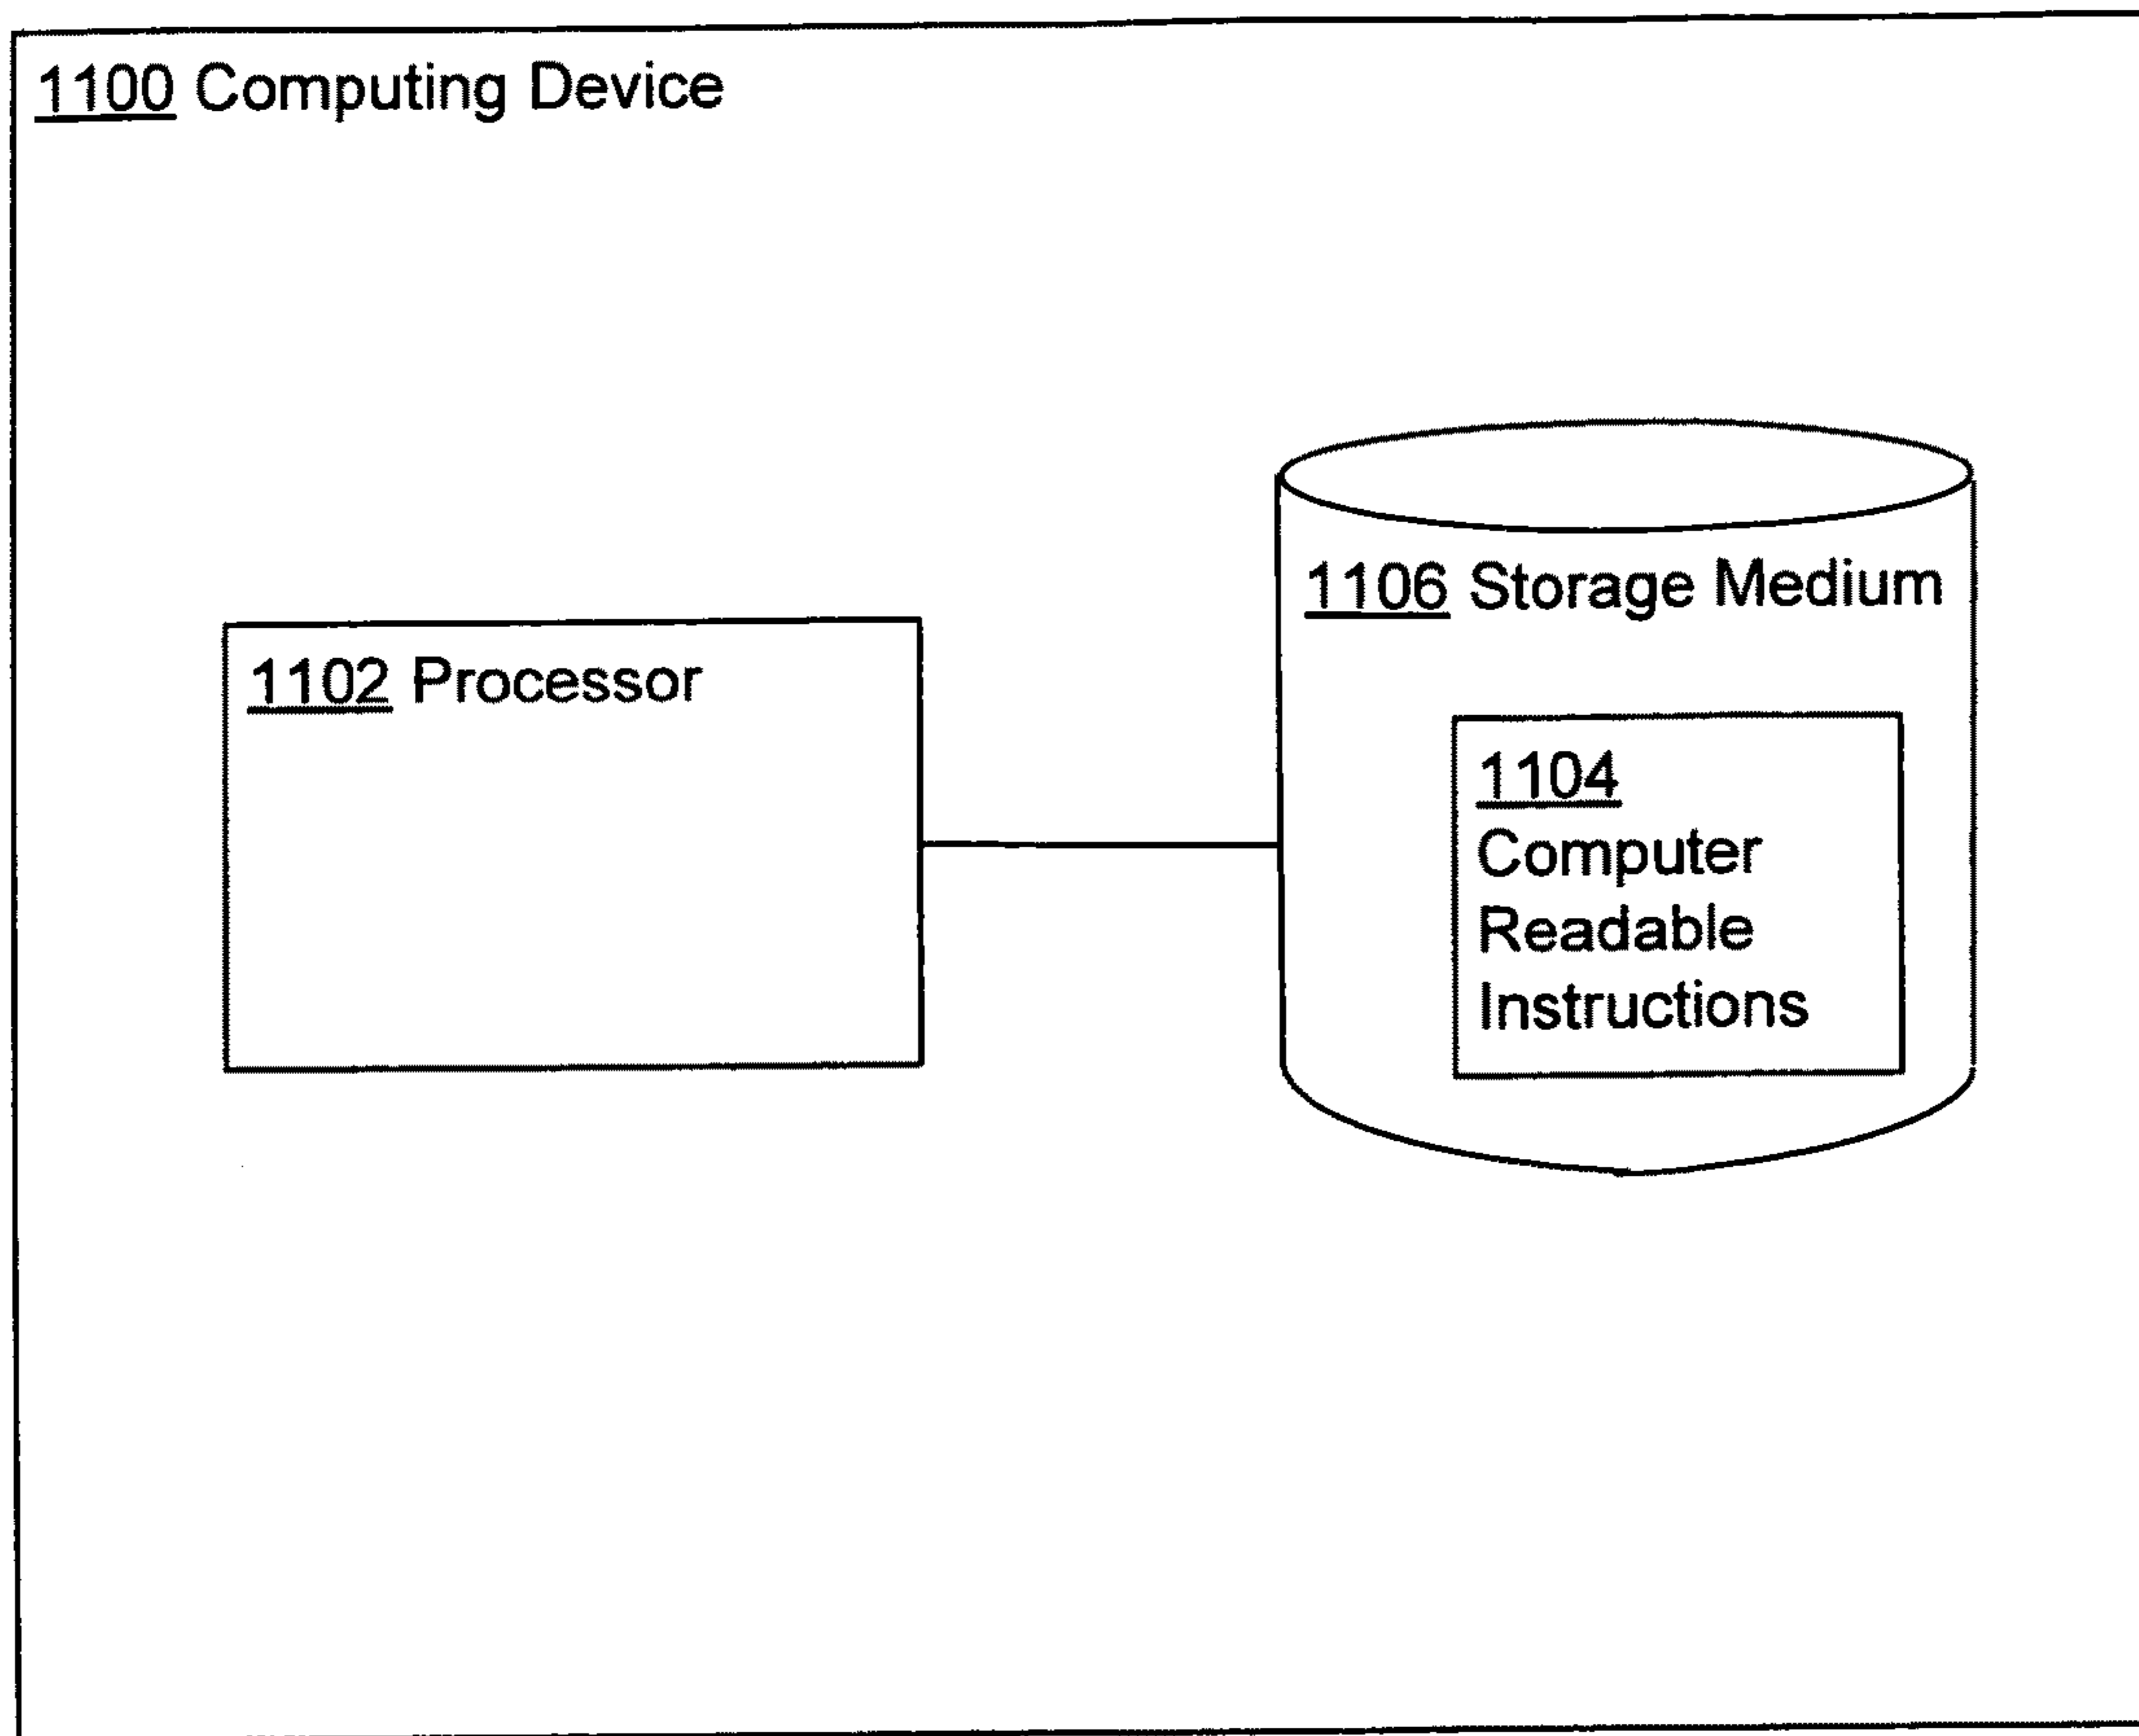 1100 Computing Device
1106 Storage Medium
1102 Processor
1104
Computer
Readable
Instructions